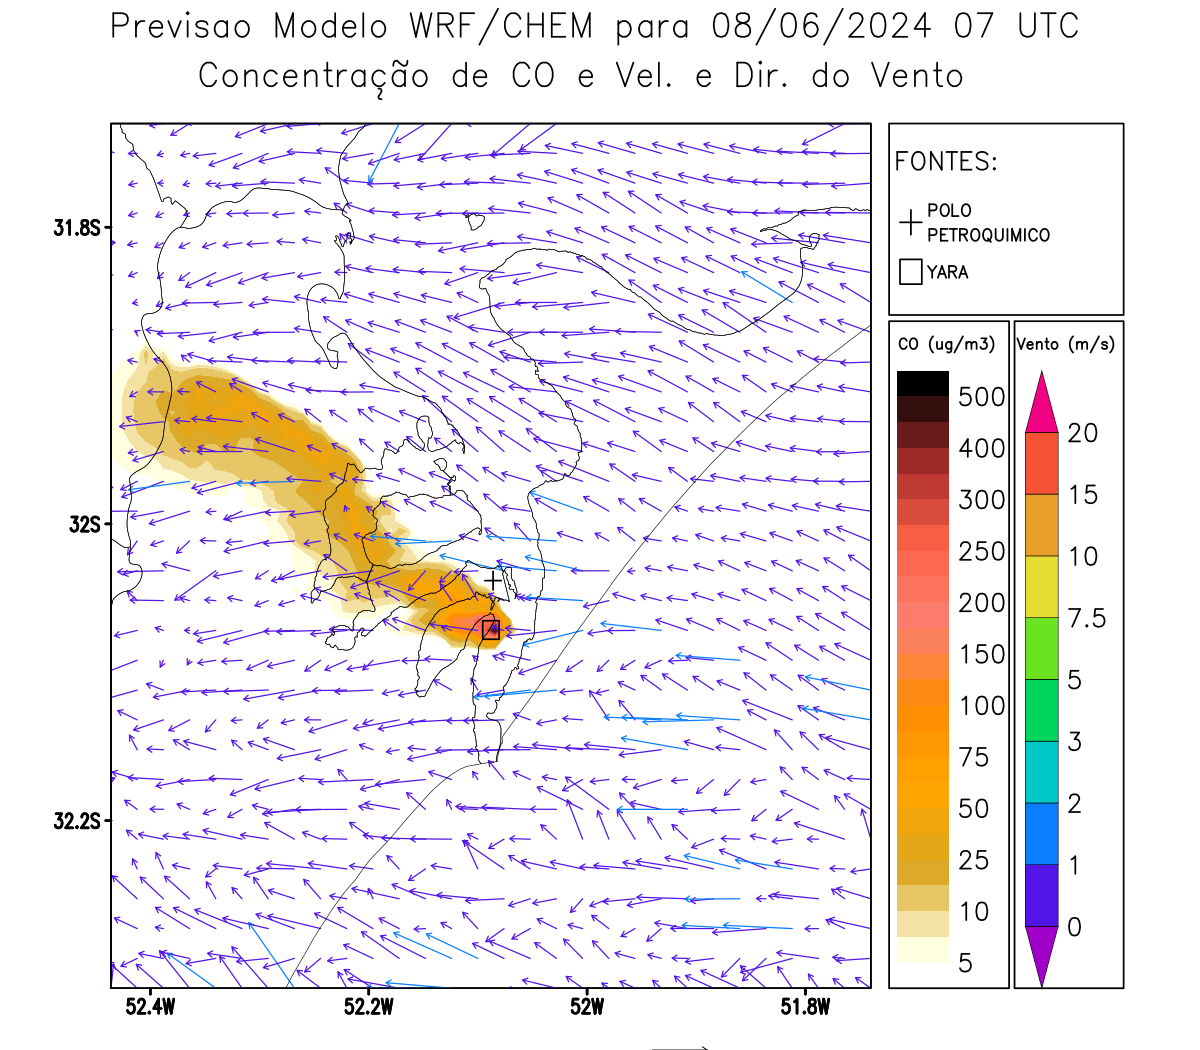 Previsao Modelo WRF/CHEM para 08/06/2024 07 UTC
Concentração de CO e Vel. e Dir. do Vento
FONTES:
POLO
PETROQUIMICO
YARA
CO (ug/m3)
500
400
300
250
200
150
100
75
50
25
10
5
Vento (m/s)
20
15
10
7.5
5
3
2
1
0
31.8S
32S
32.2S
52.4W
52.2W
52W
51.8W